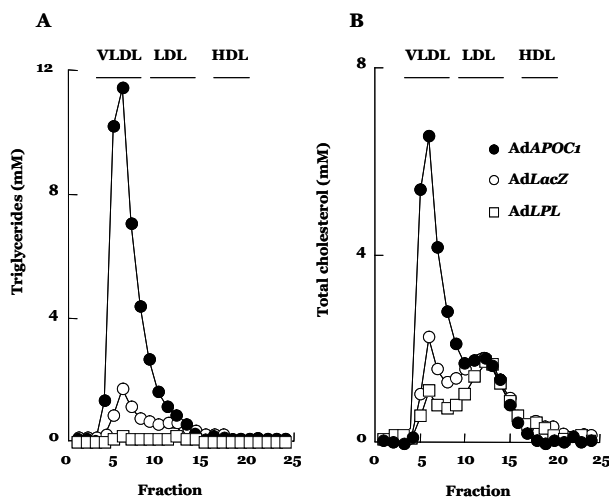 A
VLDL LDL HDL
12
8
4
0
0 5 10 15 20 25
Triglycerides (mM)
Fraction
B
VLDL LDL HDL
8
4
0
0 5 10 15 20 25
Total cholesterol (mM)
Fraction
AdAPOC1
AdLacZ
AdLPL